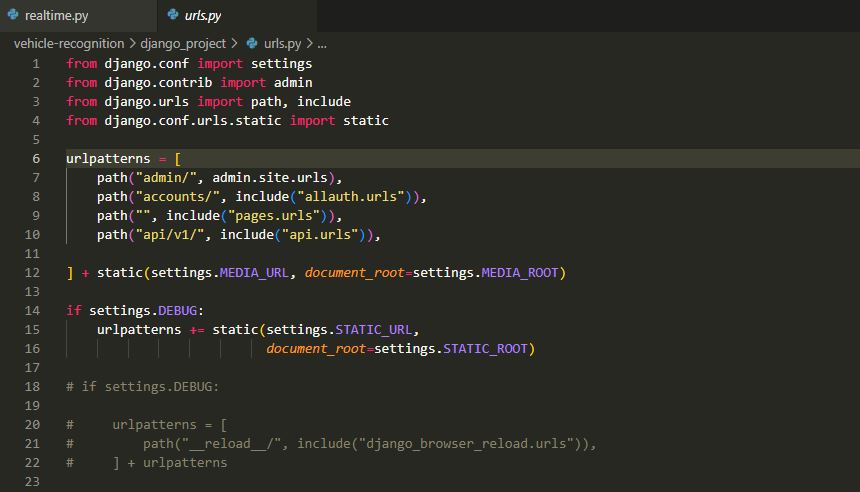 realtime.py urls.py
vehicle-recognition > django_project > urls.py > ...
1 from django.conf import settings
2 from django.contrib import admin
3 from django.urls import path, include
4 from django.conf.urls.static import static
5
6 urlpatterns = [
7     path("admin/", admin.site.urls),
8     path("accounts/", include("allauth.urls")),
9     path("", include("pages.urls")),
10     path("api/v1/", include("api.urls")),
11
12 ] + static(settings.MEDIA_URL, document_root=settings.MEDIA_ROOT)
13
14 if settings.DEBUG:
15     urlpatterns += static(settings.STATIC_URL,
16                           document_root=settings.STATIC_ROOT)
17
18 # if settings.DEBUG:
19
20 #     urlpatterns = [
21 #         path("__reload__/", include("django_browser_reload.urls")),
22 #     ] + urlpatterns
23